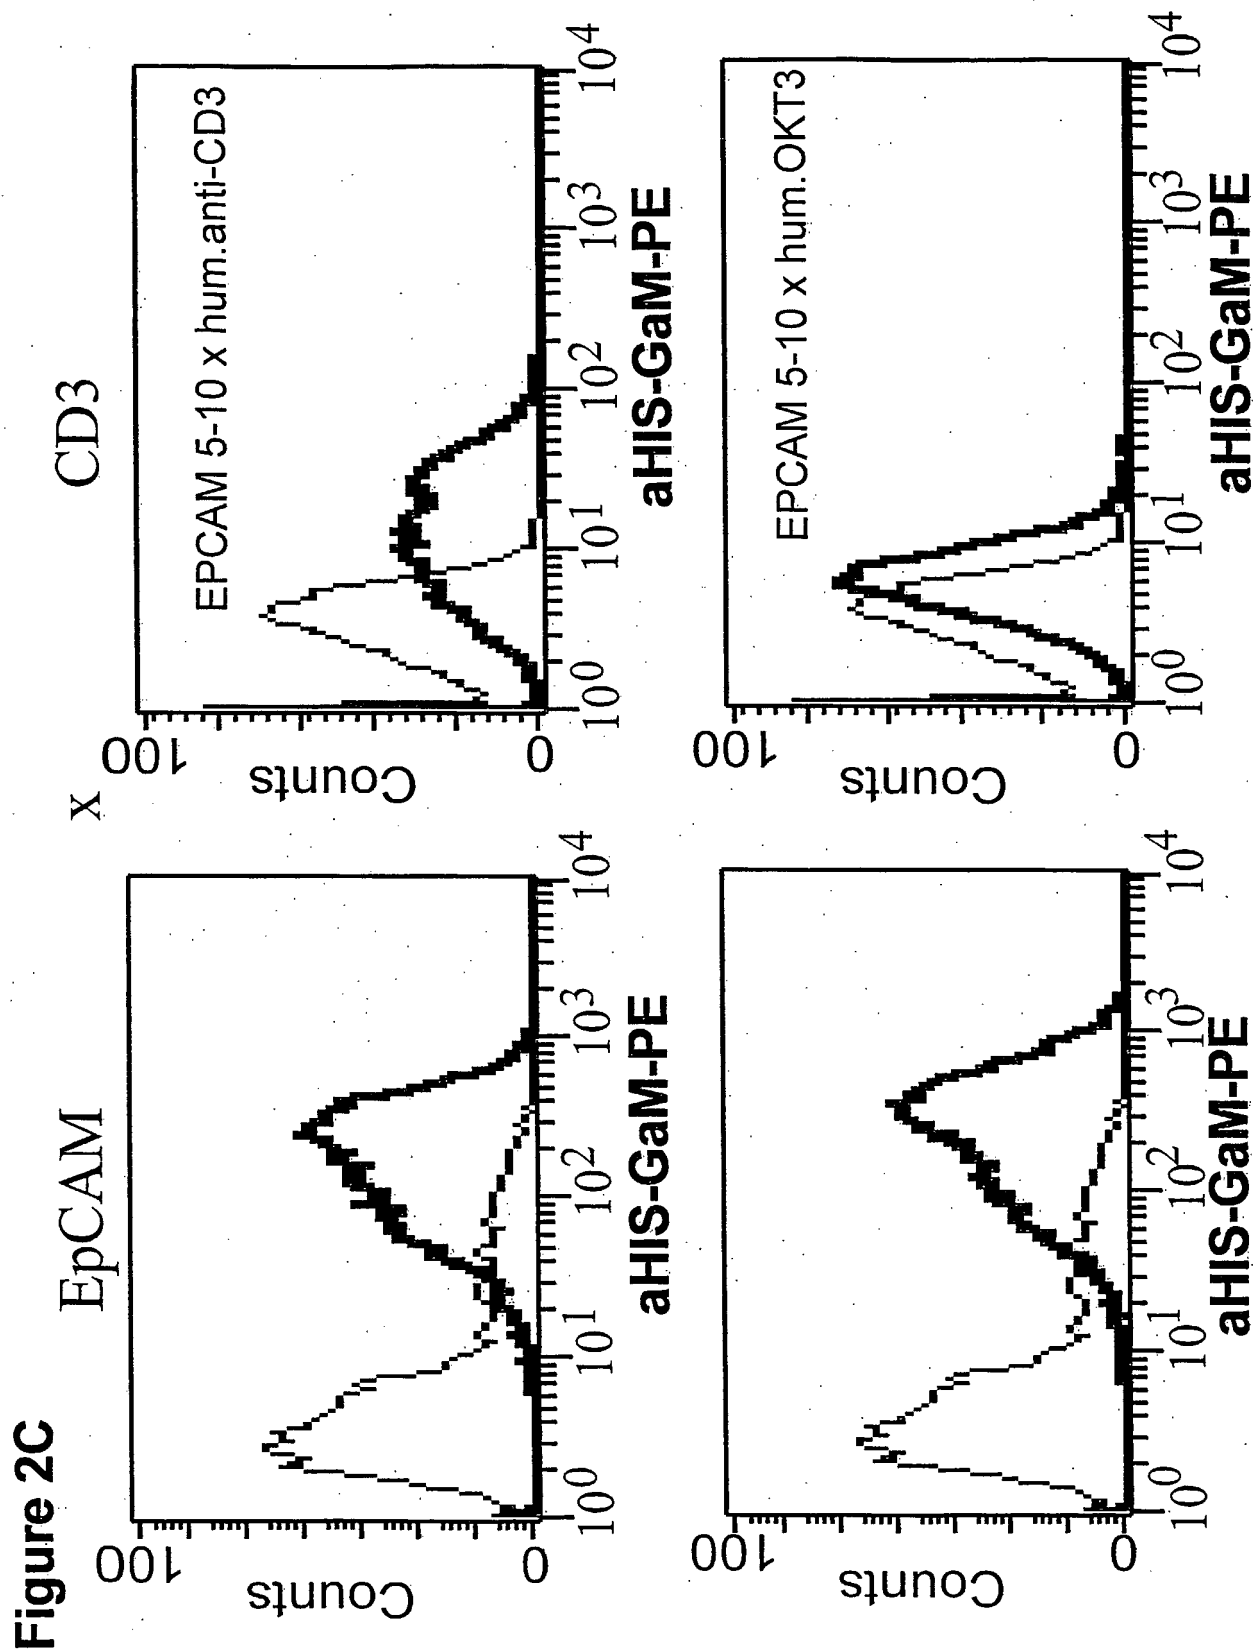 Figure 2C
EpCAM x CD3
100
Counts
0
10^0 10^1 10^2 10^3 10^4
aHIS-GaM-PE
EPCAM 5-10 x hum.anti-CD3
100
Counts
0
10^0 10^1 10^2 10^3 10^4
aHIS-GaM-PE
100
Counts
0
10^0 10^1 10^2 10^3 10^4
aHIS-GaM-PE
EPCAM 5-10 x hum.OKT3
100
Counts
0
10^0 10^1 10^2 10^3 10^4
aHIS-GaM-PE